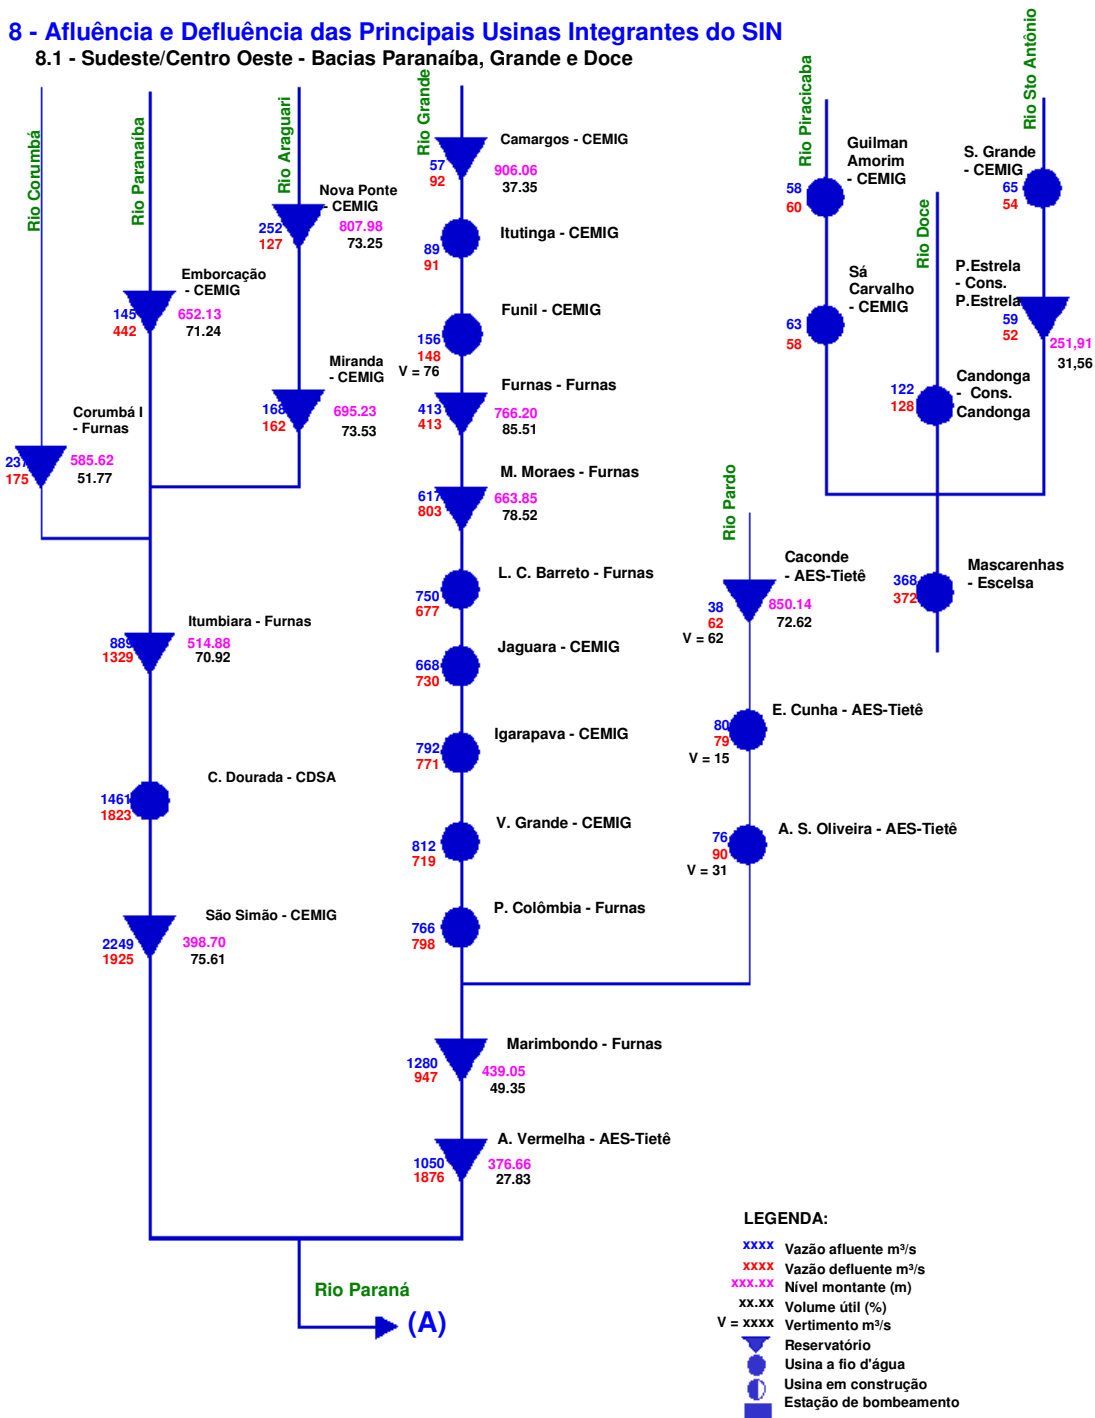 8 - Afluência e Defluência das Principais Usinas Integrantes do SIN
8.1 - Sudeste/Centro Oeste - Bacias Paranaíba, Grande e Doce
Rio Corumbá
Corumbá I
- Furnas
237
175
585.62
51.77
Rio Paranaíba
Emborcação
- CEMIG
145
442
652.13
71.24
Rio Araguari
Nova Ponte
- CEMIG
252
127
807.98
73.25
Miranda
- CEMIG
168
162
695.23
73.53
Itumbiara - Furnas
889
1329
514.88
70.92
C. Dourada - CDSA
1461
1823
São Simão - CEMIG
2249
1925
398.70
75.61
Rio Grande
Camargos - CEMIG
57
92
906.06
37.35
Itutinga - CEMIG
89
91
Funil - CEMIG
156
148
V = 76
Furnas - Furnas
413
413
766.20
85.51
M. Moraes - Furnas
617
803
663.85
78.52
L. C. Barreto - Furnas
750
677
Jaguara - CEMIG
668
730
Igarapava - CEMIG
792
771
V. Grande - CEMIG
812
719
P. Colômbia - Furnas
766
798
Rio Pardo
Caconde
- AES-Tietê
38
62
V = 62
850.14
72.62
E. Cunha - AES-Tietê
80
79
V = 15
A. S. Oliveira - AES-Tietê
76
90
V = 31
Marimbondo - Furnas
1280
947
439.05
49.35
A. Vermelha - AES-Tietê
1050
1876
376.66
27.83
Rio Paraná
(A)
Rio Piracicaba
Guilman
Amorim
- CEMIG
58
60
Sá
Carvalho
- CEMIG
63
58
Rio Doce
Rio Sto Antônio
S. Grande
- CEMIG
65
54
P.Estrela
- Cons.
P.Estrela
59
52
251,91
31,56
Candonga
- Cons.
Candonga
122
128
Mascarenhas
- Escelsa
368
372
LEGENDA:
xxxx Vazão afluente m³/s
xxxx Vazão defluente m³/s
xxx.xx Nível montante (m)
xx.xx Volume útil (%)
V = xxxx Vertimento m³/s
Reservatório
Usina a fio d'água
Usina em construção
Estação de bombeamento